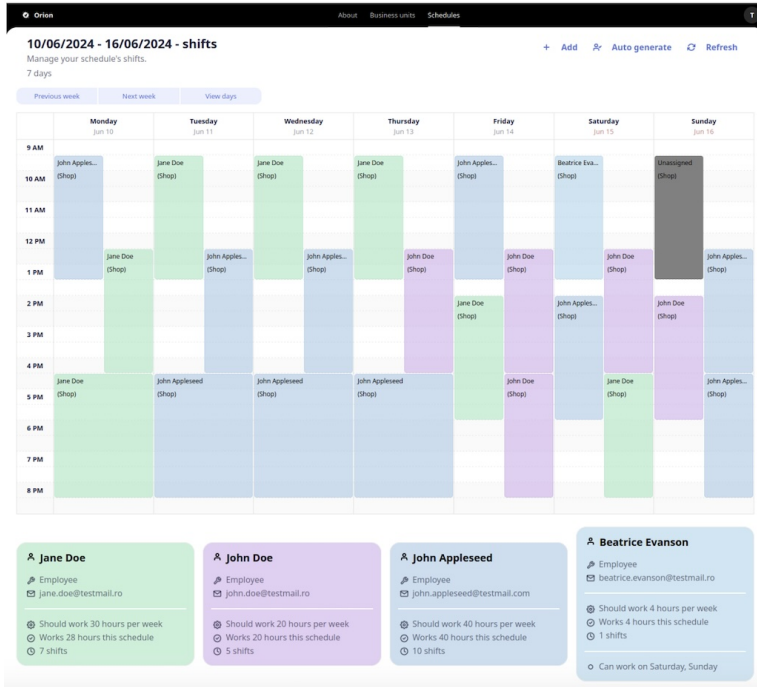 Orion
About Business units Schedules
T
10/06/2024 - 16/06/2024 - shifts
Manage your schedule's shifts.
7 days
+ Add Auto generate Refresh
Previous week Next week View days
Monday Tuesday Wednesday Thursday Friday Saturday Sunday
Jun 10 Jun 11 Jun 12 Jun 13 Jun 14 Jun 15 Jun 16
9 AM
John Apples... Jane Doe Jane Doe Jane Doe John Apples... Beatrice Eva... Unassigned
(Shop) (Shop) (Shop) (Shop) (Shop) (Shop) (Shop)
10 AM
11 AM
12 PM
Jane Doe John Apples... John Apples... John Doe John Doe John Doe John Apples...
(Shop) (Shop) (Shop) (Shop) (Shop) (Shop) (Shop)
1 PM
2 PM
Jane Doe John Apples... John Doe
(Shop) (Shop) (Shop)
3 PM
4 PM
Jane Doe John Appleseed John Appleseed John Appleseed John Doe Jane Doe John Apples...
(Shop) (Shop) (Shop) (Shop) (Shop) (Shop) (Shop)
5 PM
6 PM
7 PM
8 PM
Jane Doe
Employee
jane.doe@testmail.ro
Should work 30 hours per week
Works 28 hours this schedule
7 shifts
John Doe
Employee
john.doe@testmail.ro
Should work 20 hours per week
Works 20 hours this schedule
5 shifts
John Appleseed
Employee
john.appleseed@testmail.com
Should work 40 hours per week
Works 40 hours this schedule
10 shifts
Beatrice Evanson
Employee
beatrice.evanson@testmail.ro
Should work 4 hours per week
Works 4 hours this schedule
1 shifts
Can work on Saturday, Sunday